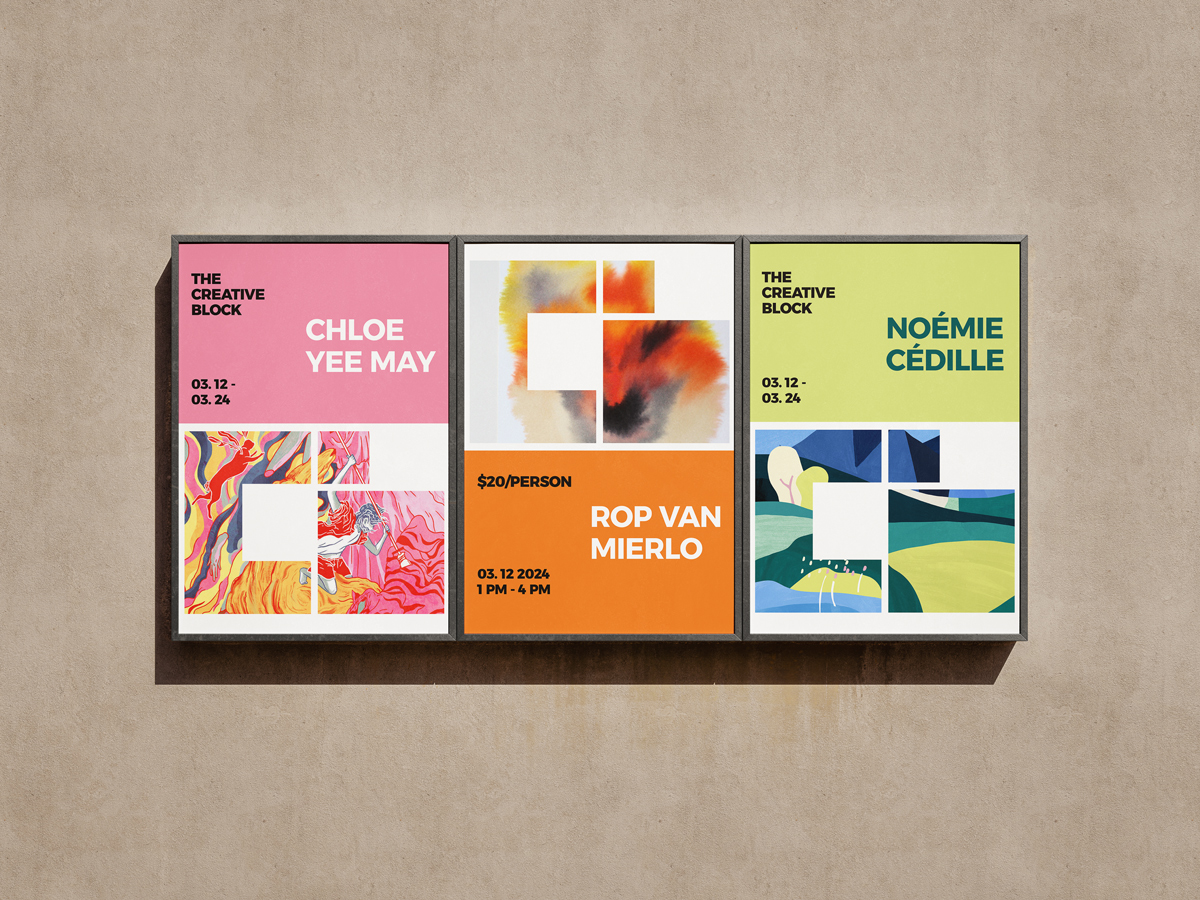 THE
CREATIVE
BLOCK
CHLOE
YEE MAY
03. 12 -
03. 24
$20/PERSON
ROP VAN
MIERLO
03. 12 2024
1 PM - 4 PM
THE
CREATIVE
BLOCK
NOÉMIE
CÉDILLE
03. 12 -
03. 24